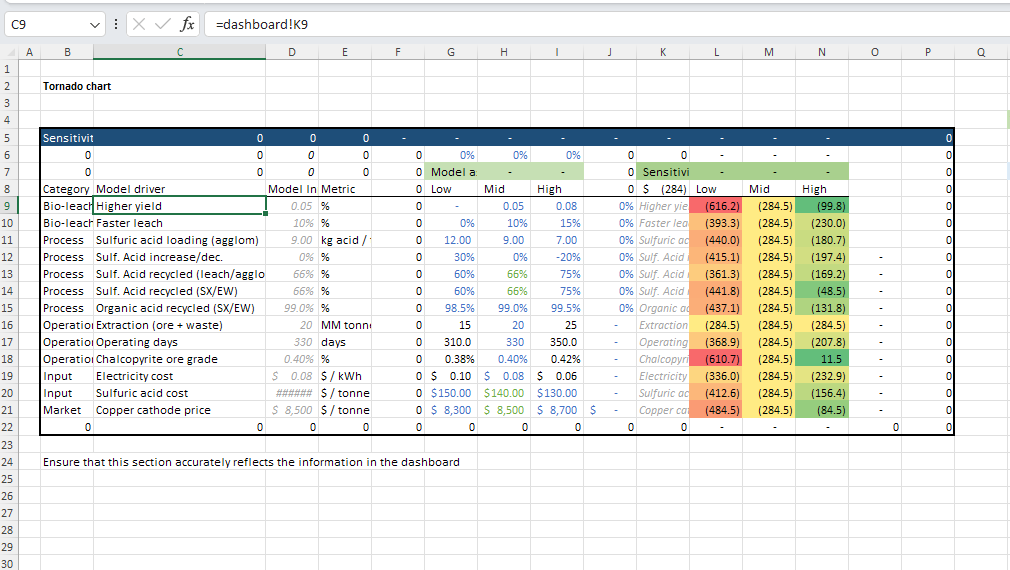 C9 fx =dashboard!K9
A B C D E F G H I J K L M N O P Q
1
2 Tornado chart
3
4
5 Sensitivit 0 0 0 - - - - - - - - - 0
6 0 0 0 0 0 0% 0% 0% 0 0 - - - 0
7 0 0 0 0 0 Model a - - 0 Sensitivi - - - 0
8 Category Model driver Model In Metric 0 Low Mid High 0 $ (284) Low Mid High 0
9 Bio-leach Higher yield 0.05 % 0 - 0.05 0.08 0% Higher yie (616.2) (284.5) (99.8) 0
10 Bio-leach Faster leach 10% % 0 0% 10% 15% 0% Faster lea (393.3) (284.5) (230.0) 0
11 Process Sulfuric acid loading (agglom) 9.00 kg acid / 0 12.00 9.00 7.00 0% Sulfuric ac (440.0) (284.5) (180.7) 0
12 Process Sulf. Acid increase/dec. 0% % 0 30% 0% -20% 0% Sulf. Acid (415.1) (284.5) (197.4) - 0
13 Process Sulf. Acid recycled (leach/agglo 66% % 0 60% 66% 75% 0% Sulf. Acid (361.3) (284.5) (169.2) - 0
14 Process Sulf. Acid recycled (SX/EW) 66% % 0 60% 66% 75% 0% Sulf. Acid (441.8) (284.5) (48.5) - 0
15 Process Organic acid recycled (SX/EW) 99.0% % 0 98.5% 99.0% 99.5% 0% Organic ac (437.1) (284.5) (131.8) - 0
16 Operatio Extraction (ore + waste) 20 MM tonn 0 15 20 25 - Extraction (284.5) (284.5) (284.5) - 0
17 Operatio Operating days 330 days 0 310.0 330 350.0 - Operating (368.9) (284.5) (207.8) - 0
18 Operatio Chalcopyrite ore grade 0.40% % 0 0.38% 0.40% 0.42% - Chalcopyri (610.7) (284.5) 11.5 - 0
19 Input Electricity cost $ 0.08 $ / kWh 0 $ 0.10 $ 0.08 $ 0.06 - Electricity (336.0) (284.5) (232.9) - 0
20 Input Sulfuric acid cost ###### $ / tonne 0 $150.00 $140.00 $130.00 - Sulfuric ac (412.6) (284.5) (156.4) - 0
21 Market Copper cathode price $ 8,500 $ / tonne 0 $ 8,300 $ 8,500 $ 8,700 $ - Copper cat (484.5) (284.5) (84.5) - 0
22 0 0 0 0 0 0 0 0 0 0 - - - 0 0
23
24 Ensure that this section accurately reflects the information in the dashboard
25
26
27
28
29
30